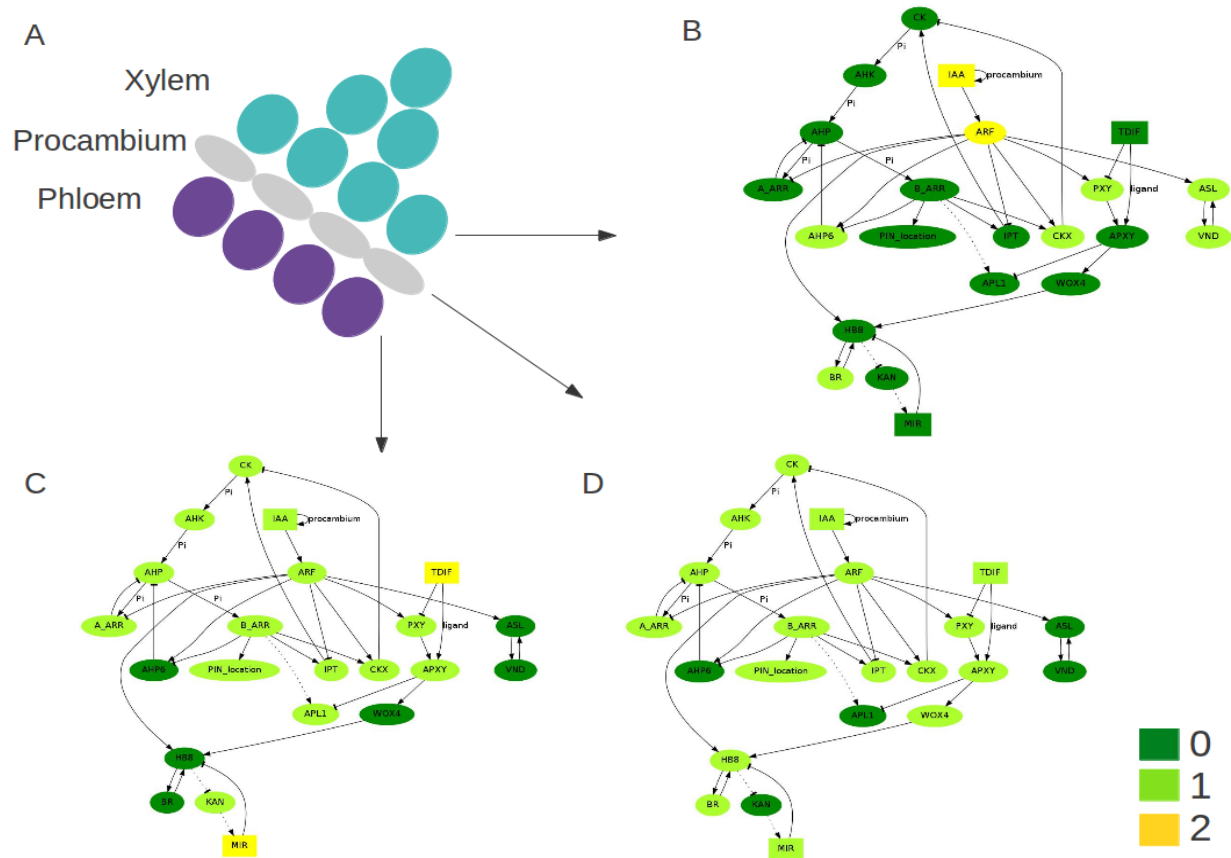 A
Xylem
Procambium
Phloem
B
CK
Pi
AHK
IAA
procambium
Pi
AHP
ARF
TDIF
Pi
Pi
A_ARR
B_ARR
PXY
ligand
ASL
AHP6
PIN_location
IPT
CKX
APXY
VND
APL1
WOX4
HB8
BR
KAN
MIR
C
CK
Pi
AHK
IAA
procambium
Pi
AHP
ARF
TDIF
Pi
Pi
A_ARR
B_ARR
PXY
ligand
ASL
AHP6
PIN_location
IPT
CKX
APXY
VND
APL1
WOX4
HB8
BR
KAN
MIR
D
CK
Pi
AHK
IAA
procambium
Pi
AHP
ARF
TDIF
Pi
Pi
A_ARR
B_ARR
PXY
ligand
ASL
AHP6
PIN_location
IPT
CKX
APXY
VND
APL1
WOX4
HB8
BR
KAN
MIR
0
1
2